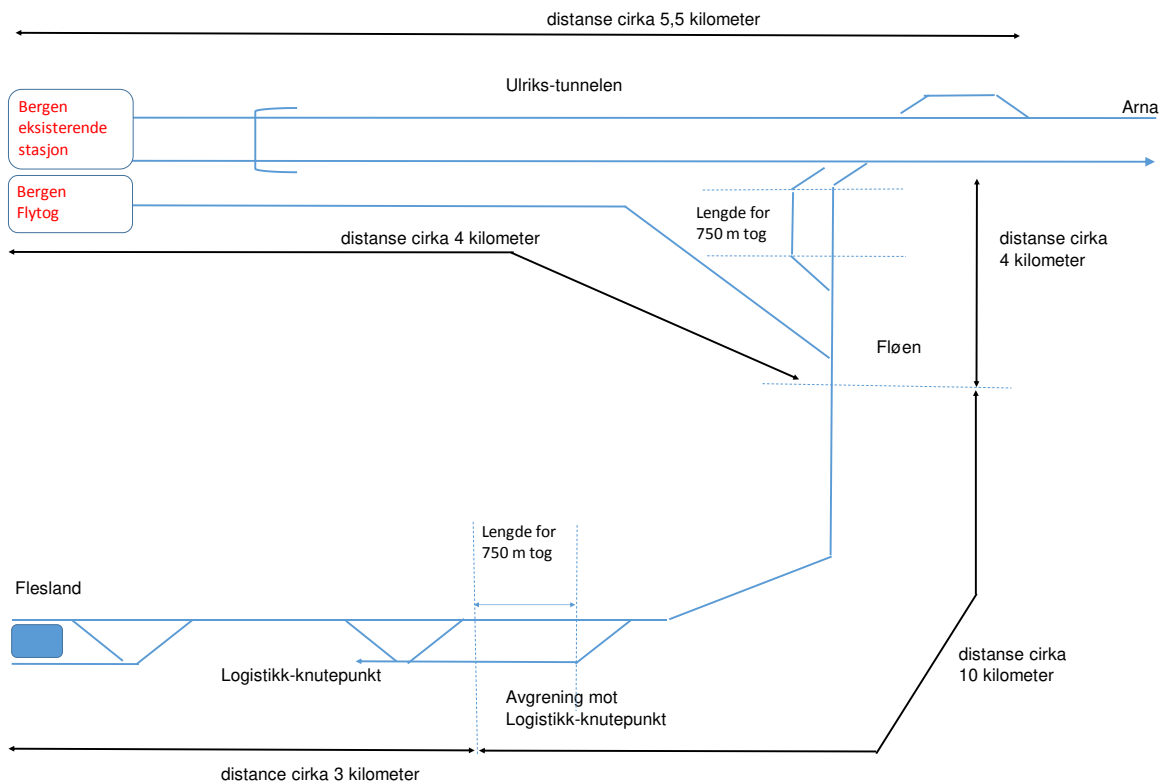 distanse cirka 5,5 kilometer
Ulriks-tunnelen
Bergen
eksisterende
stasjon
Arna
Bergen
Flytog
Lengde for
750 m tog
distanse cirka 4 kilometer
distanse cirka
4 kilometer
Fløen
Lengde for
750 m tog
Flesland
Logistikk-knutepunkt
Avgrening mot
Logistikk-knutepunkt
distanse cirka
10 kilometer
distance cirka 3 kilometer